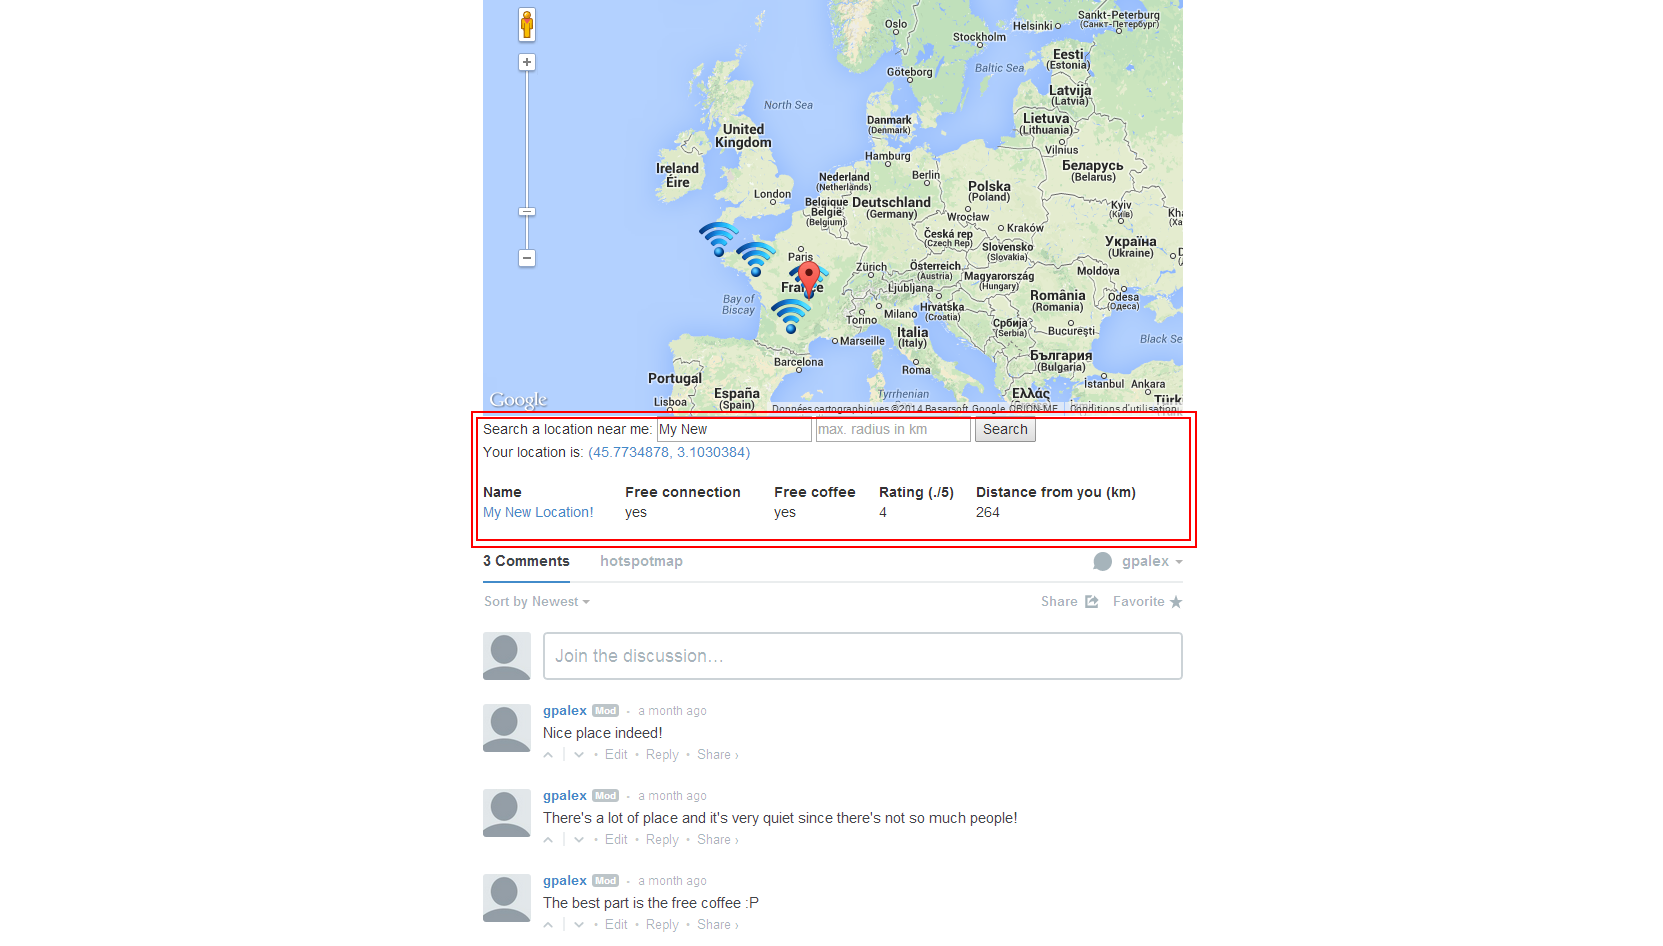 Oslo
Stockholm
Helsinki
Sankt-Peterburg
(Санкт-Петербург)
Eesti
(Estonia)
Göteborg
Baltic Sea
Latvija
(Latvia)
North Sea
Danmark
(Denmark)
Lietuva
(Lithuania)
United
Kingdom
Vilnius
Hamburg
Беларусь
(Belarus)
Ireland
Éire
Nederland
(Netherlands)
Berlin
Polska
(Poland)
London
Belgique
België
(Belgium)
Deutschland
(Germany)
Wrocław
Kyiv
(Київ)
Kha
(Ха
Kraków
Česká rep
(Czech Rep)
Slovensko
(Slovakia)
Україна
(Ukraine)
Paris
Zürich
Österreich
(Austria)
Magyarország
(Hungary)
Moldova
France
Ljubljana
România
(Romania)
Odesa
(Одеса)
Bay of
Biscay
Torino
Milano
Hrvatska
(Croatia)
Србија
(Serbia)
București
Marseille
Italia
(Italy)
Black Se
Barcelona
Roma
България
(Bulgaria)
Portugal
España
(Spain)
Tyrrhenian
İstanbul
Ankara
Lisboa
Ελλάς
Türk
Google
Données cartographiques ©2014 Basarsoft, Google, ORION-ME
Conditions d'utilisation
Search a location near me: My New max. radius in km Search
Your location is: (45.7734878, 3.1030384)
Name Free connection Free coffee Rating (./5) Distance from you (km)
My New Location! yes yes 4 264
3 Comments hotspotmap gpalex
Sort by Newest Share Favorite
Join the discussion…
gpalex Mod · a month ago
Nice place indeed!
• Edit • Reply • Share ›
gpalex Mod · a month ago
There's a lot of place and it's very quiet since there's not so much people!
• Edit • Reply • Share ›
gpalex Mod · a month ago
The best part is the free coffee :P
• Edit • Reply • Share ›